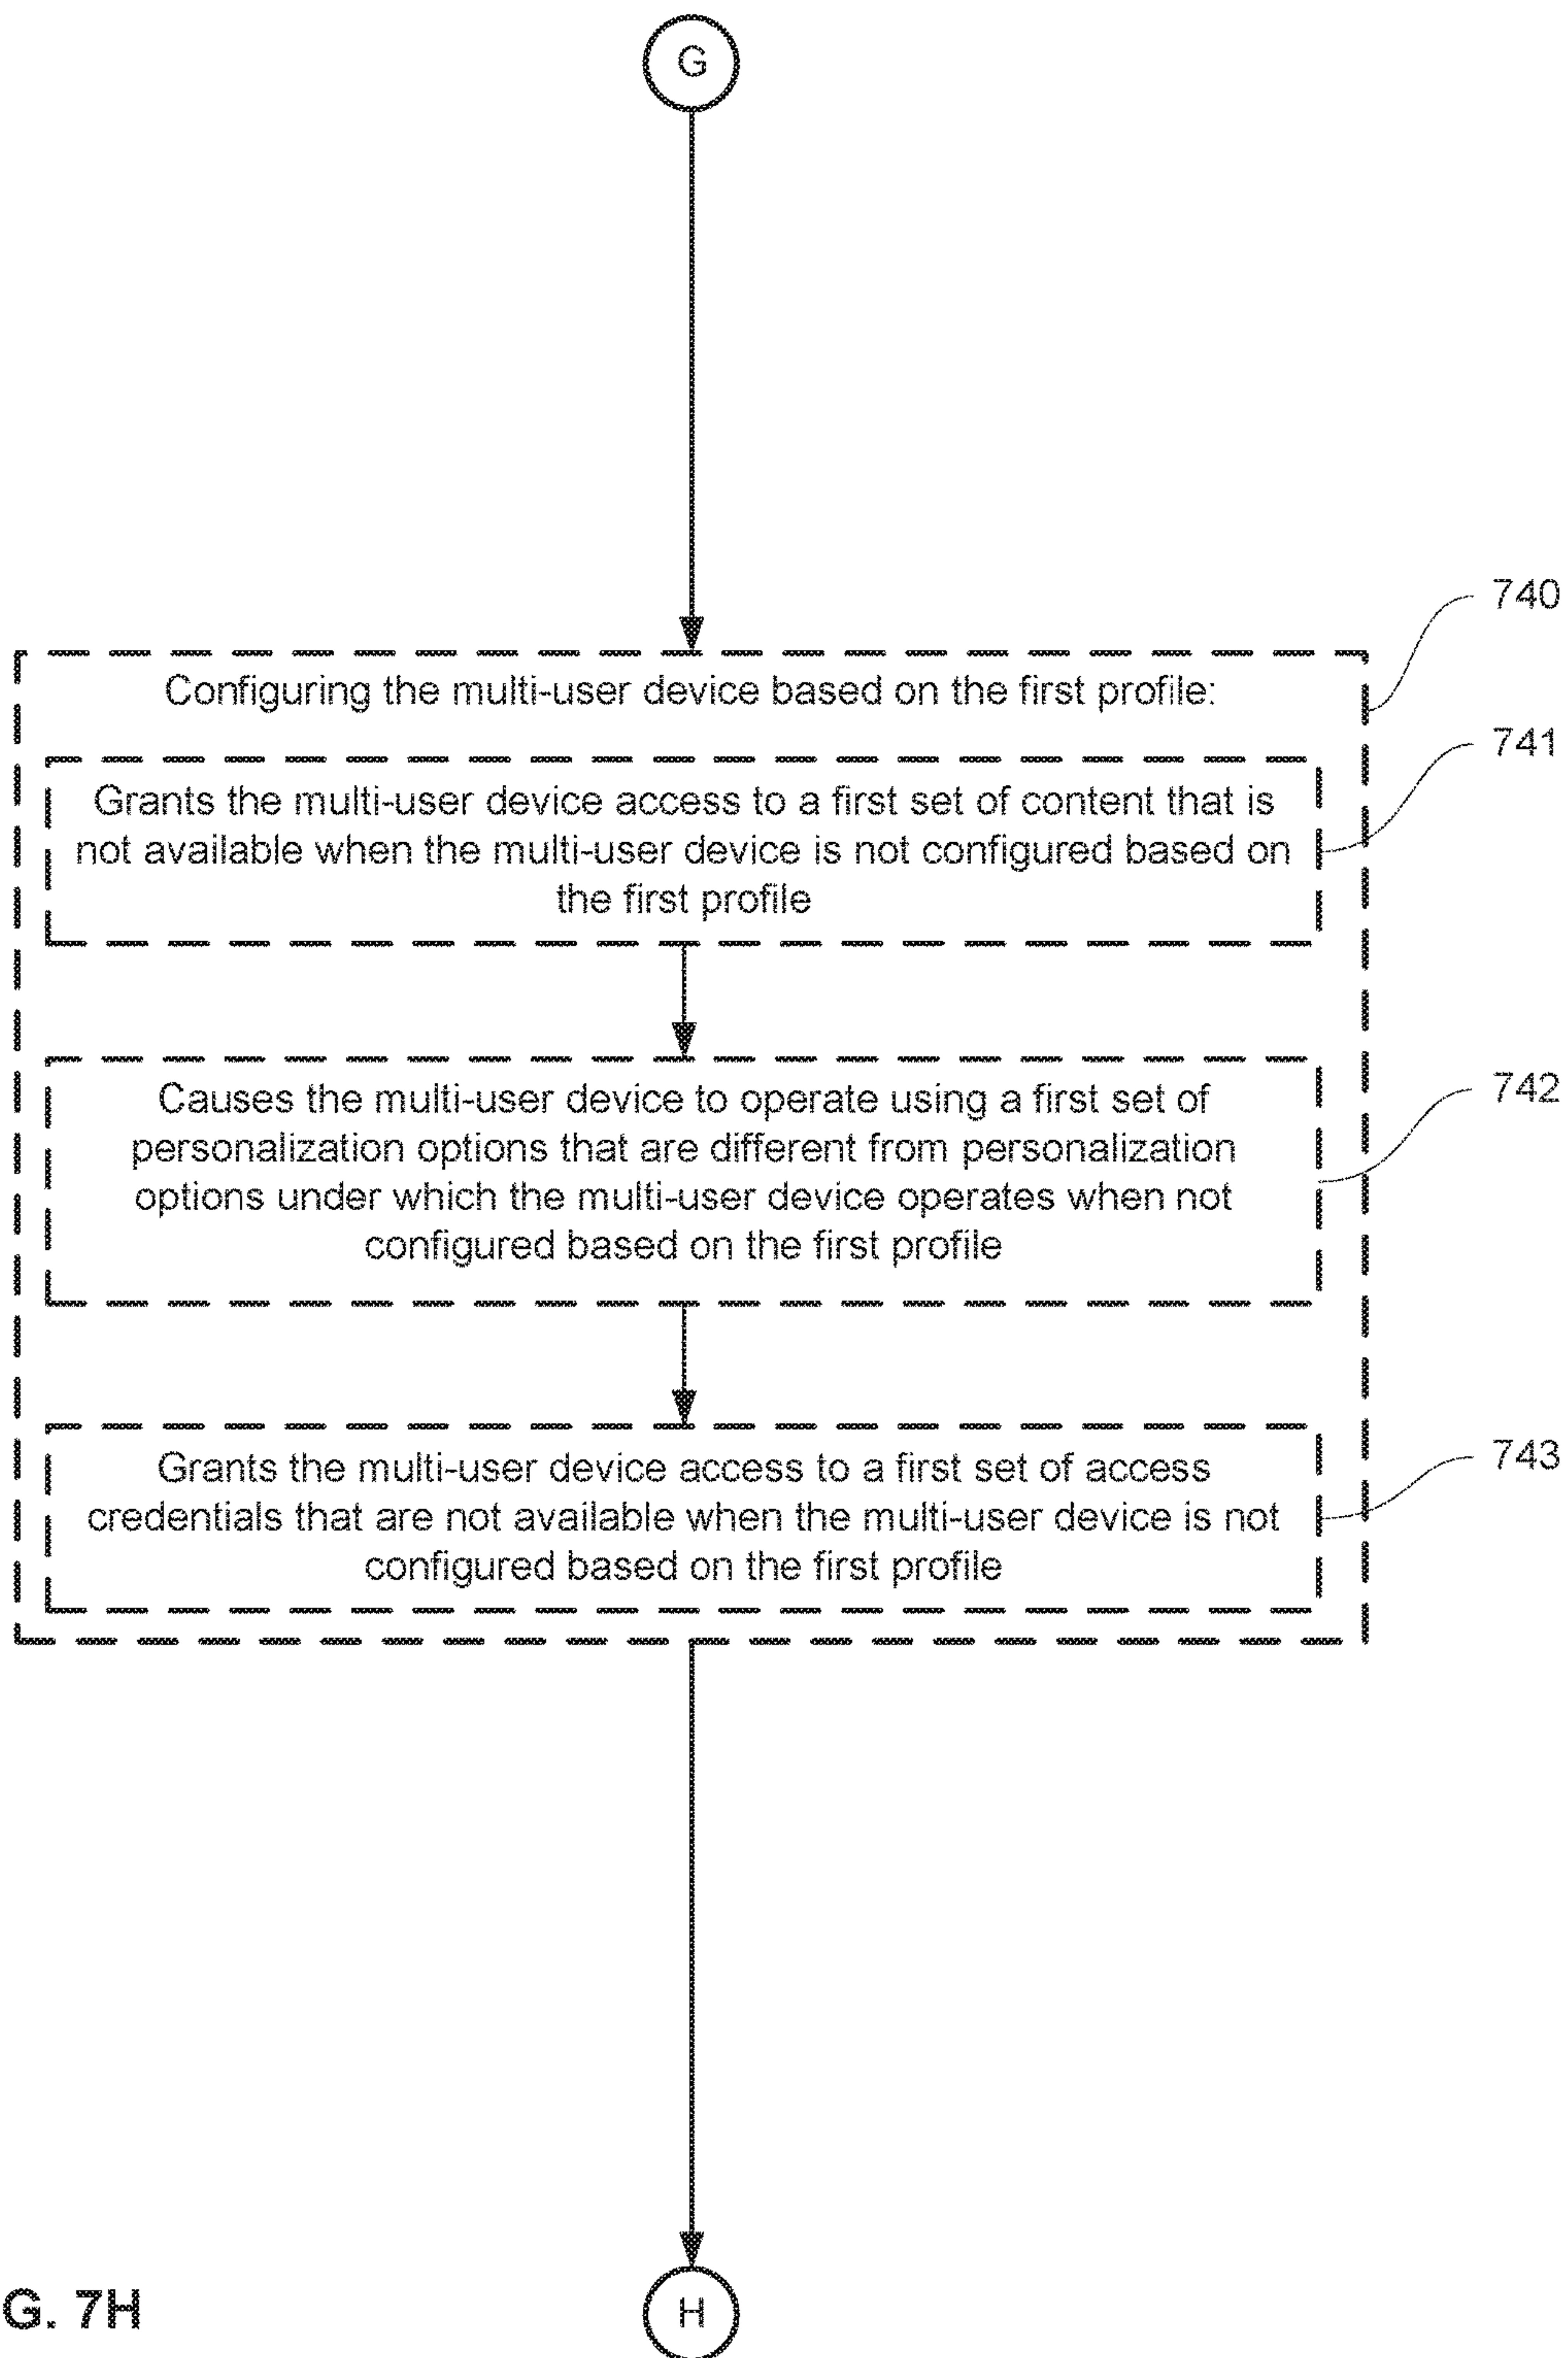 G
740
Configuring the multi-user device based on the first profile:
741
Grants the multi-user device access to a first set of content that is
not available when the multi-user device is not configured based on
the first profile
742
Causes the multi-user device to operate using a first set of
personalization options that are different from personalization
options under which the multi-user device operates when not
configured based on the first profile
743
Grants the multi-user device access to a first set of access
credentials that are not available when the multi-user device is not
configured based on the first profile
G. 7H
H